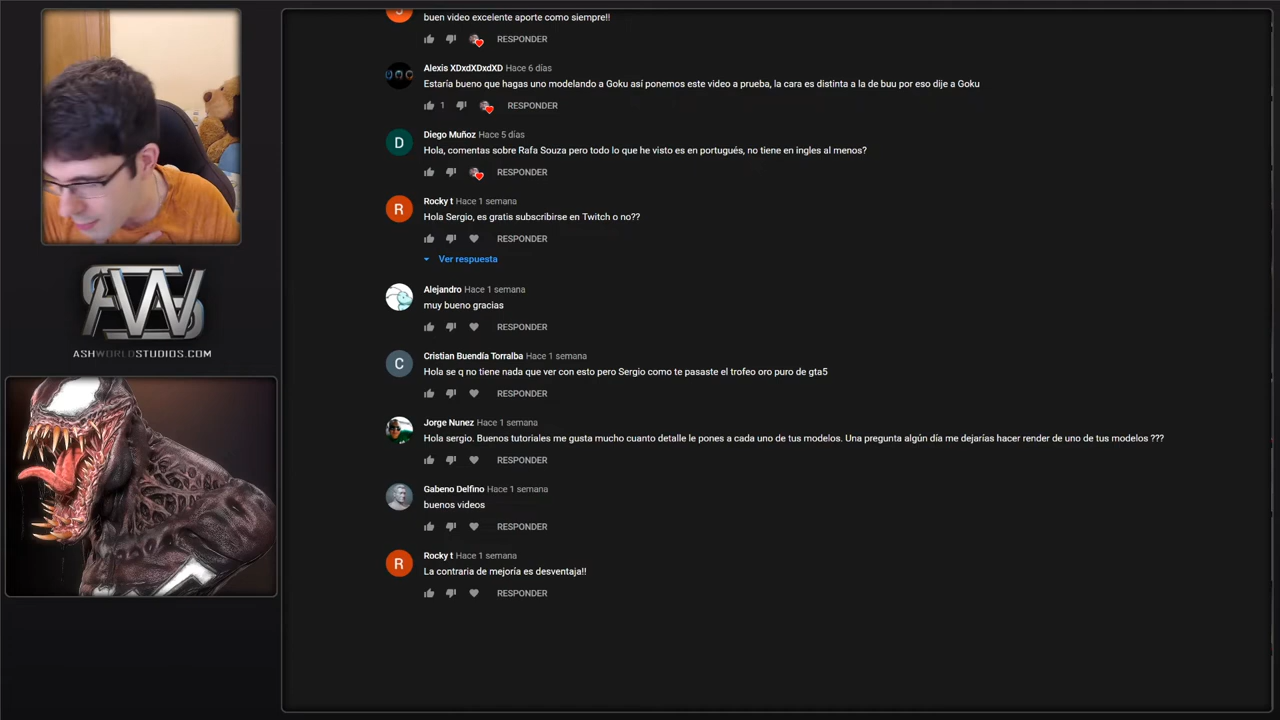 buen video excelente aporte como siempre!!
RESPONDER
Alexis XDxdXDxdXD Hace 6 días
Estaría bueno que hagas uno modelando a Goku así ponemos este video a prueba, la cara es distinta a la de buu por eso dije a Goku
1 RESPONDER
D
Diego Muñoz Hace 5 días
Hola, comentas sobre Rafa Souza pero todo lo que he visto es en portugués, no tiene en ingles al menos?
RESPONDER
R
Rocky t Hace 1 semana
Hola Sergio, es gratis subscribirse en Twitch o no??
RESPONDER
Ver respuesta
Alejandro Hace 1 semana
muy bueno gracias
RESPONDER
C
Cristian Buendía Torralba Hace 1 semana
Hola se q no tiene nada que ver con esto pero Sergio como te pasaste el trofeo oro puro de gta5
RESPONDER
Jorge Nunez Hace 1 semana
Hola sergio. Buenos tutoriales me gusta mucho cuanto detalle le pones a cada uno de tus modelos. Una pregunta algún día me dejarías hacer render de uno de tus modelos ???
RESPONDER
Gabeno Delfino Hace 1 semana
buenos videos
RESPONDER
R
Rocky t Hace 1 semana
La contraria de mejoría es desventaja!!
RESPONDER
ASHWORLDSTUDIOS.COM